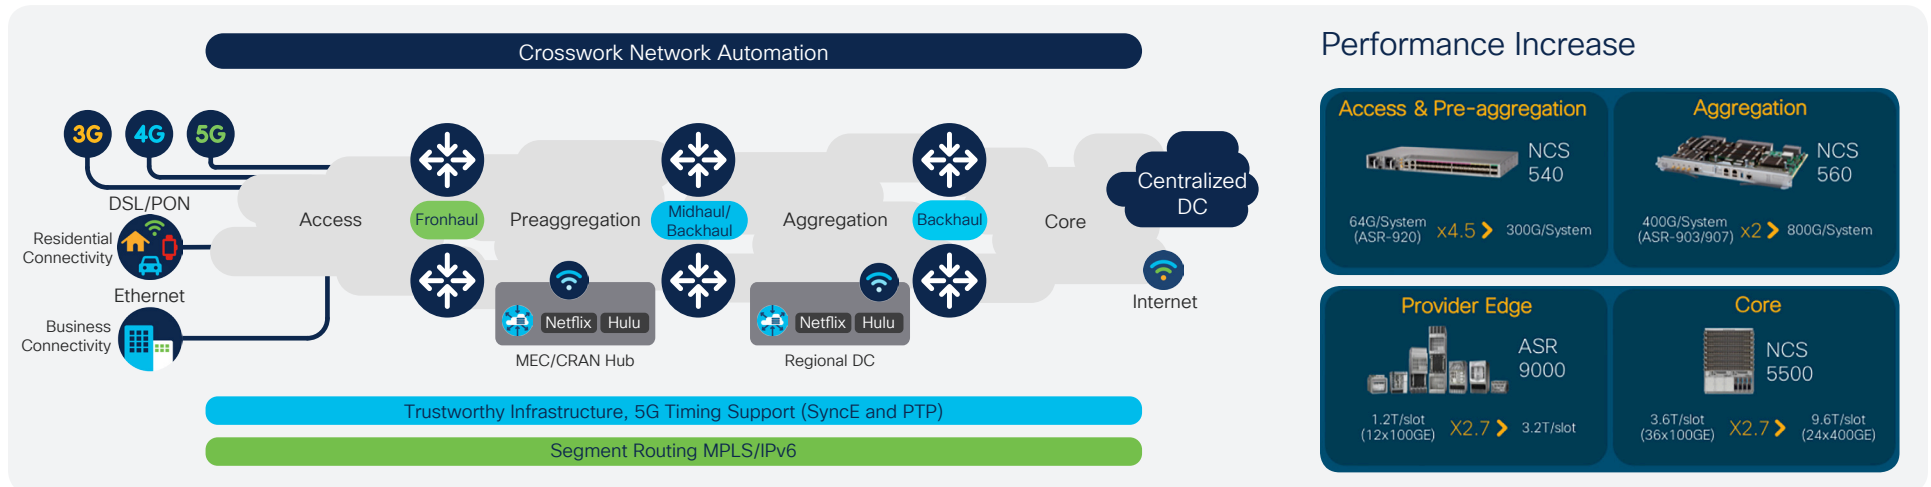 Crosswork Network Automation
3G
4G
5G
DSL/PON
Residential
Connectivity
Ethernet
Business
Connectivity
Access
Fronhaul
Preaggregation
Midhaul/
Backhaul
Aggregation
Backhaul
Core
Centralized
DC
Internet
Netflix
Hulu
MEC/CRAN Hub
Netflix
Hulu
Regional DC
Trustworthy Infrastructure, 5G Timing Support (SyncE and PTP)
Segment Routing MPLS/IPv6
Performance Increase
Access & Pre-aggregation
NCS
540
64G/System
(ASR-920)
x4.5
300G/System
Aggregation
NCS
560
400G/System
(ASR-903/907)
x2
800G/System
Provider Edge
ASR
9000
1.2T/slot
(12x100GE)
X2.7
3.2T/slot
Core
NCS
5500
3.6T/slot
(36x100GE)
X2.7
9.6T/slot
(24x400GE)